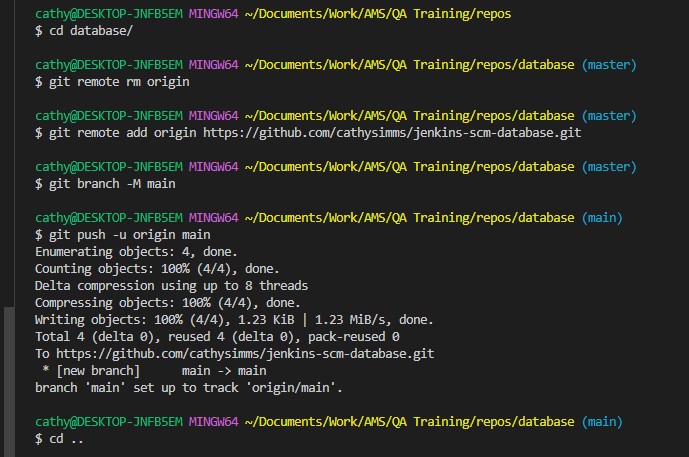 cathy@DESKTOP-JNFB5EM MINGW64 ~/Documents/Work/AMS/QA Training/repos
$ cd database/
cathy@DESKTOP-JNFB5EM MINGW64 ~/Documents/Work/AMS/QA Training/repos/database (master)
$ git remote rm origin
cathy@DESKTOP-JNFB5EM MINGW64 ~/Documents/Work/AMS/QA Training/repos/database (master)
$ git remote add origin https://github.com/cathysimms/jenkins-scm-database.git
cathy@DESKTOP-JNFB5EM MINGW64 ~/Documents/Work/AMS/QA Training/repos/database (master)
$ git branch -M main
cathy@DESKTOP-JNFB5EM MINGW64 ~/Documents/Work/AMS/QA Training/repos/database (main)
$ git push -u origin main
Enumerating objects: 4, done.
Counting objects: 100% (4/4), done.
Delta compression using up to 8 threads
Compressing objects: 100% (4/4), done.
Writing objects: 100% (4/4), 1.23 KiB | 1.23 MiB/s, done.
Total 4 (delta 0), reused 4 (delta 0), pack-reused 0
To https://github.com/cathysimms/jenkins-scm-database.git
 * [new branch]      main -> main
branch 'main' set up to track 'origin/main'.
cathy@DESKTOP-JNFB5EM MINGW64 ~/Documents/Work/AMS/QA Training/repos/database (main)
$ cd ..